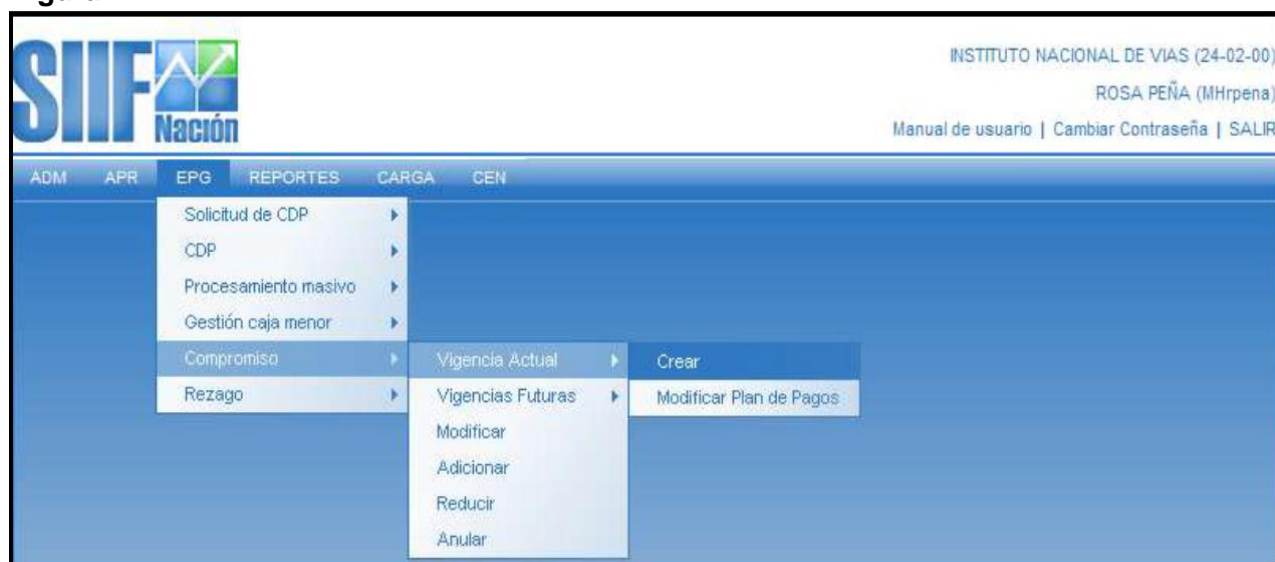 SIIF
Nación
INSTITUTO NACIONAL DE VIAS (24-02-00)
ROSA PEÑA (MHrpena)
Manual de usuario | Cambiar Contraseña | SALIR
ADM APR EPG REPORTES CARGA CEN
Solicitud de CDP
CDP
Procesamiento masivo
Gestión caja menor
Compromiso
Rezago
Vigencia Actual
Vigencias Futuras
Modificar
Adicionar
Reducir
Anular
Crear
Modificar Plan de Pagos